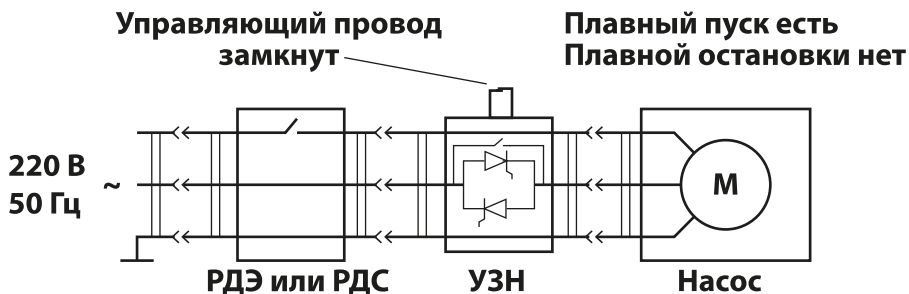 Управляющий провод
замкнут
Плавный пуск есть
Плавной остановки нет
220 В
50 Гц
~
М
РДЭ или РДС
УЗН
Насос